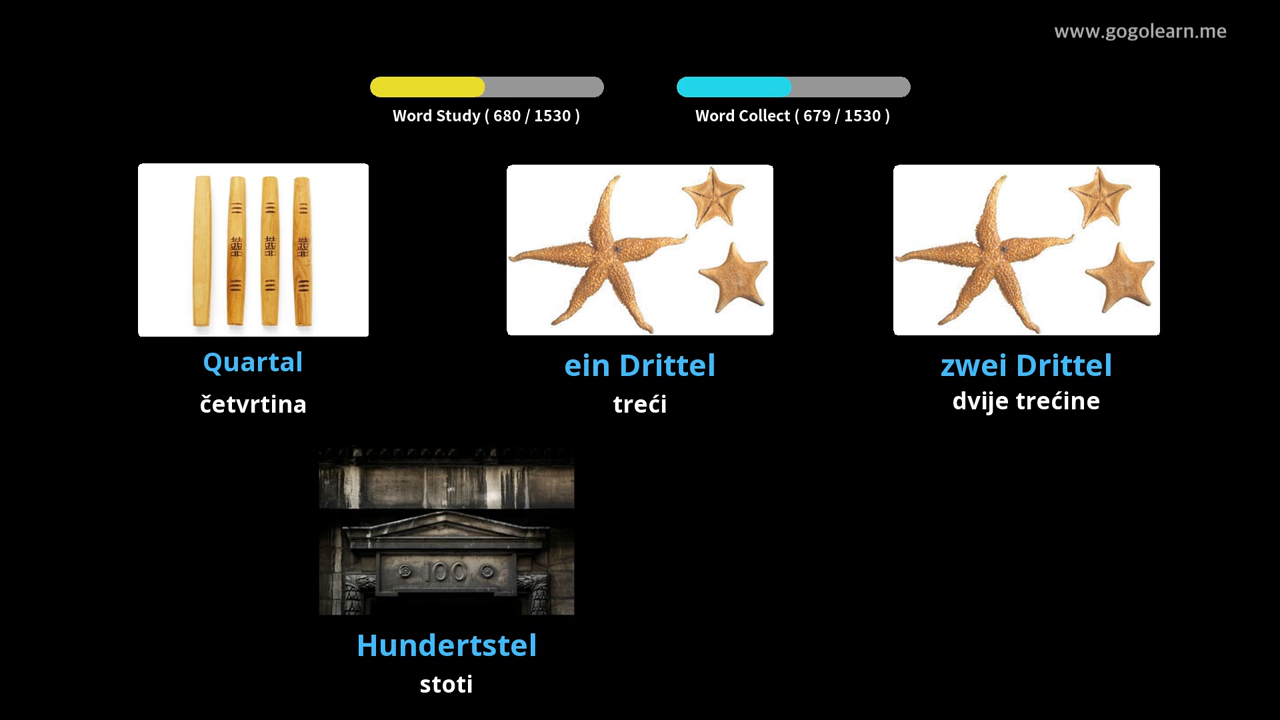 www.gogolearn.me
Word Study ( 680 / 1530 )
Word Collect ( 679 / 1530 )
Quartal
četvrtina
ein Drittel
treći
zwei Drittel
dvije trećine
100
Hundertstel
stoti